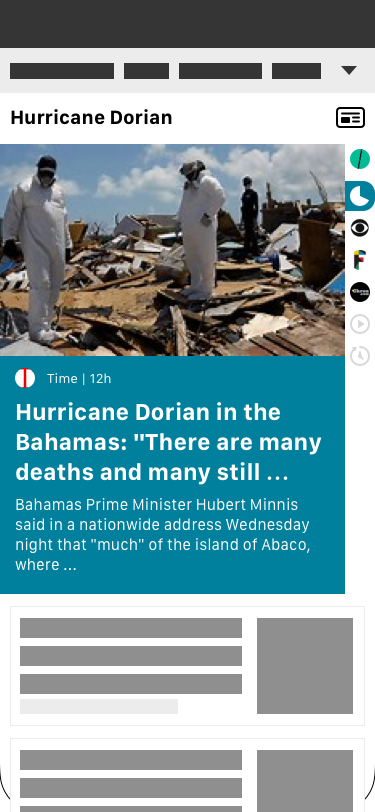 Hurricane Dorian
Time | 12h
Hurricane Dorian in the
Bahamas: "There are many
deaths and many still ...
Bahamas Prime Minister Hubert Minnis
said in a nationwide address Wednesday
night that "much" of the island of Abaco,
where ...